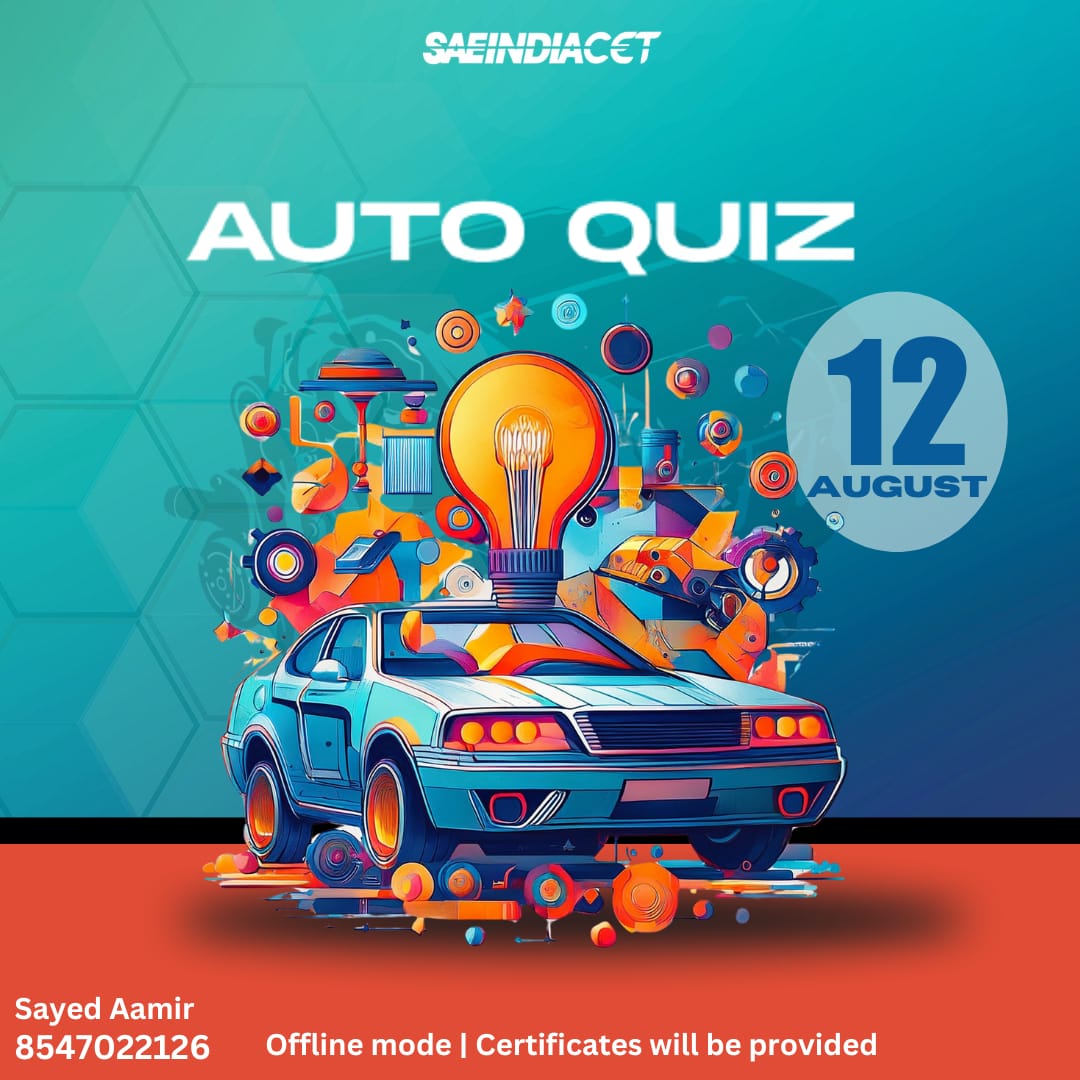 SAEINDIACET
AUTO QUIZ
12
AUGUST
Sayed Aamir
8547022126
Offline mode | Certificates will be provided